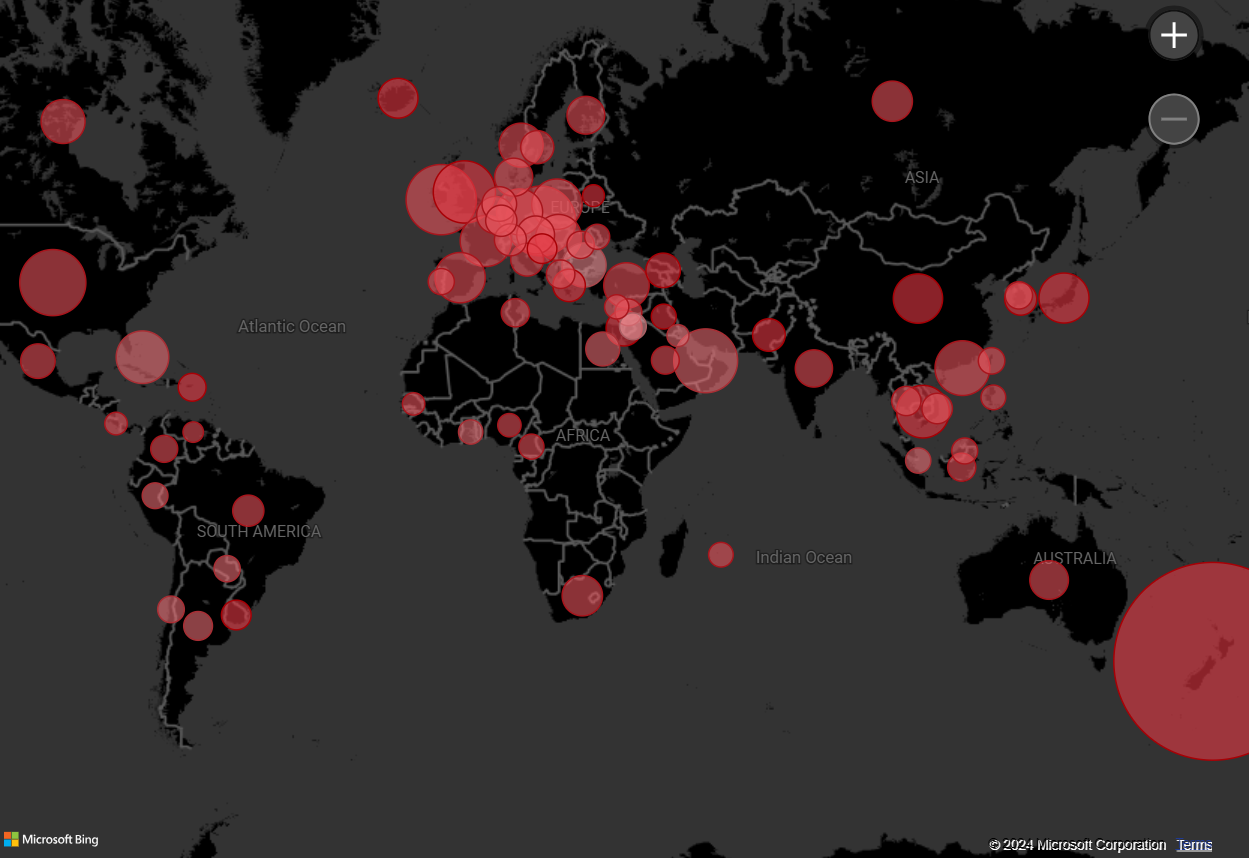 ASIA
EUROPE
Atlantic Ocean
AFRICA
SOUTH AMERICA
Indian Ocean
AUSTRALIA
Microsoft Bing
© 2024 Microsoft Corporation Terms